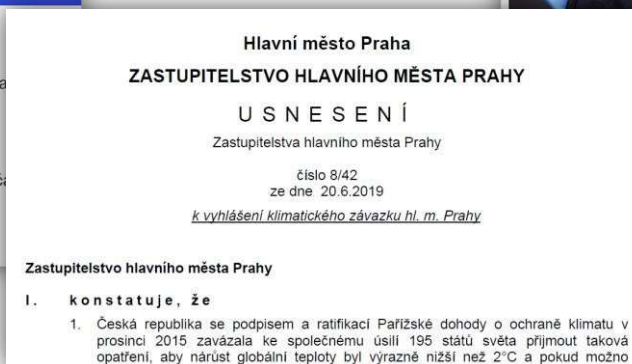 Hlavní město Praha
ZASTUPITELSTVO HLAVNÍHO MĚSTA PRAHY
U S N E S E N Í
Zastupitelstva hlavního města Prahy
číslo 8/42
ze dne 20.6.2019
k vyhlášení klimatického závazku hl. m. Prahy
Zastupitelstvo hlavního města Prahy
I. konstatuje, že
1. Česká republika se podpisem a ratifikací Pařížské dohody o ochraně klimatu v
prosinci 2015 zavázala ke společnému úsilí 195 států světa přijmout taková
opatření, aby nárůst globální teploty byl výrazně nižší než 2°C a pokud možno